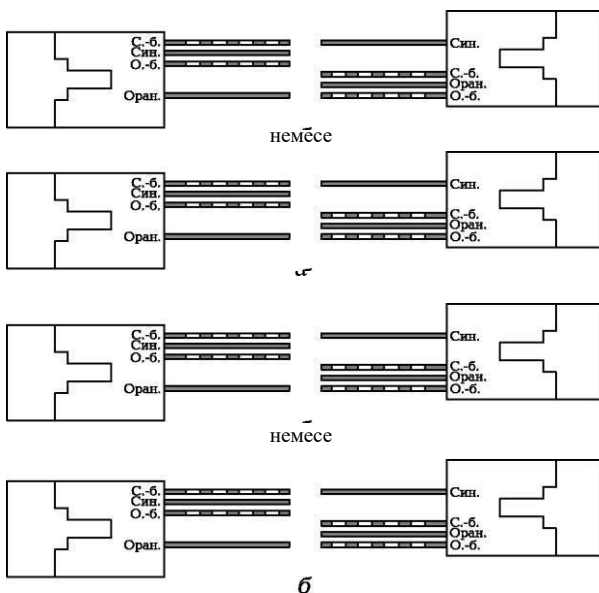 С.-б. Син.
Син.
О.-б. С.-б.
Оран.
Оран. О.-б.
немесе
С.-б. Син.
Син.
О.-б. С.-б.
Оран.
Оран. О.-б.
С.-б. Син.
Син.
О.-б. С.-б.
Оран.
Оран. О.-б.
немесе
С.-б. Син.
Син.
О.-б. С.-б.
Оран.
Оран. О.-б.
б